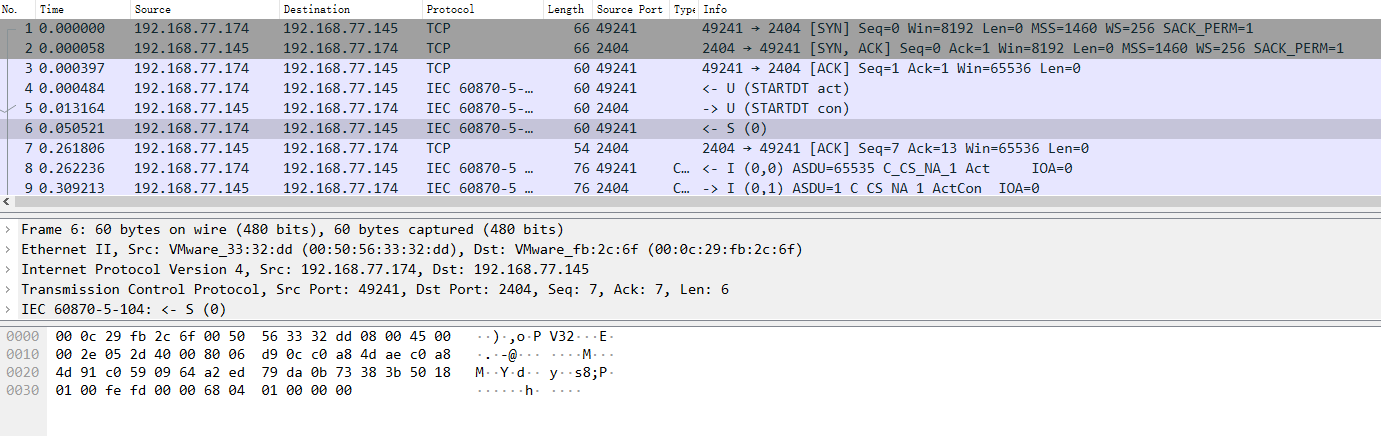 No. Time Source Destination Protocol Length Source Port Type Info
1 0.000000 192.168.77.174 192.168.77.145 TCP 66 49241 49241 → 2404 [SYN] Seq=0 Win=8192 Len=0 MSS=1460 WS=256 SACK_PERM=1
2 0.000058 192.168.77.145 192.168.77.174 TCP 66 2404 2404 → 49241 [SYN, ACK] Seq=0 Ack=1 Win=8192 Len=0 MSS=1460 WS=256 SACK_PERM=1
3 0.000397 192.168.77.174 192.168.77.145 TCP 60 49241 49241 → 2404 [ACK] Seq=1 Ack=1 Win=65536 Len=0
4 0.000484 192.168.77.174 192.168.77.145 IEC 60870-5-… 60 49241 <- U (STARTDT act)
5 0.013164 192.168.77.145 192.168.77.174 IEC 60870-5-… 60 2404 -> U (STARTDT con)
6 0.050521 192.168.77.174 192.168.77.145 IEC 60870-5-… 60 49241 <- S (0)
7 0.261806 192.168.77.145 192.168.77.174 TCP 54 2404 2404 → 49241 [ACK] Seq=7 Ack=13 Win=65536 Len=0
8 0.262236 192.168.77.174 192.168.77.145 IEC 60870-5 … 76 49241 C… <- I (0,0) ASDU=65535 C_CS_NA_1 Act IOA=0
9 0.309213 192.168.77.145 192.168.77.174 IEC 60870-5 … 76 2404 C… -> I (0,1) ASDU=1 C_CS_NA_1 ActCon IOA=0
Frame 6: 60 bytes on wire (480 bits), 60 bytes captured (480 bits)
Ethernet II, Src: VMware_33:32:dd (00:50:56:33:32:dd), Dst: VMware_fb:2c:6f (00:0c:29:fb:2c:6f)
Internet Protocol Version 4, Src: 192.168.77.174, Dst: 192.168.77.145
Transmission Control Protocol, Src Port: 49241, Dst Port: 2404, Seq: 7, Ack: 7, Len: 6
IEC 60870-5-104: <- S (0)
0000 00 0c 29 fb 2c 6f 00 50 56 33 32 dd 08 00 45 00 ··)·,o·P V32···E·
0010 00 2e 05 2d 40 00 80 06 d9 0c c0 a8 4d ae c0 a8 ·.·-@··· ····M···
0020 4d 91 c0 59 09 64 a2 ed 79 da 0b 73 38 3b 50 18 M··Y·d·· y··s8;P·
0030 01 00 fe fd 00 00 68 04 01 00 00 00 ······h· ····